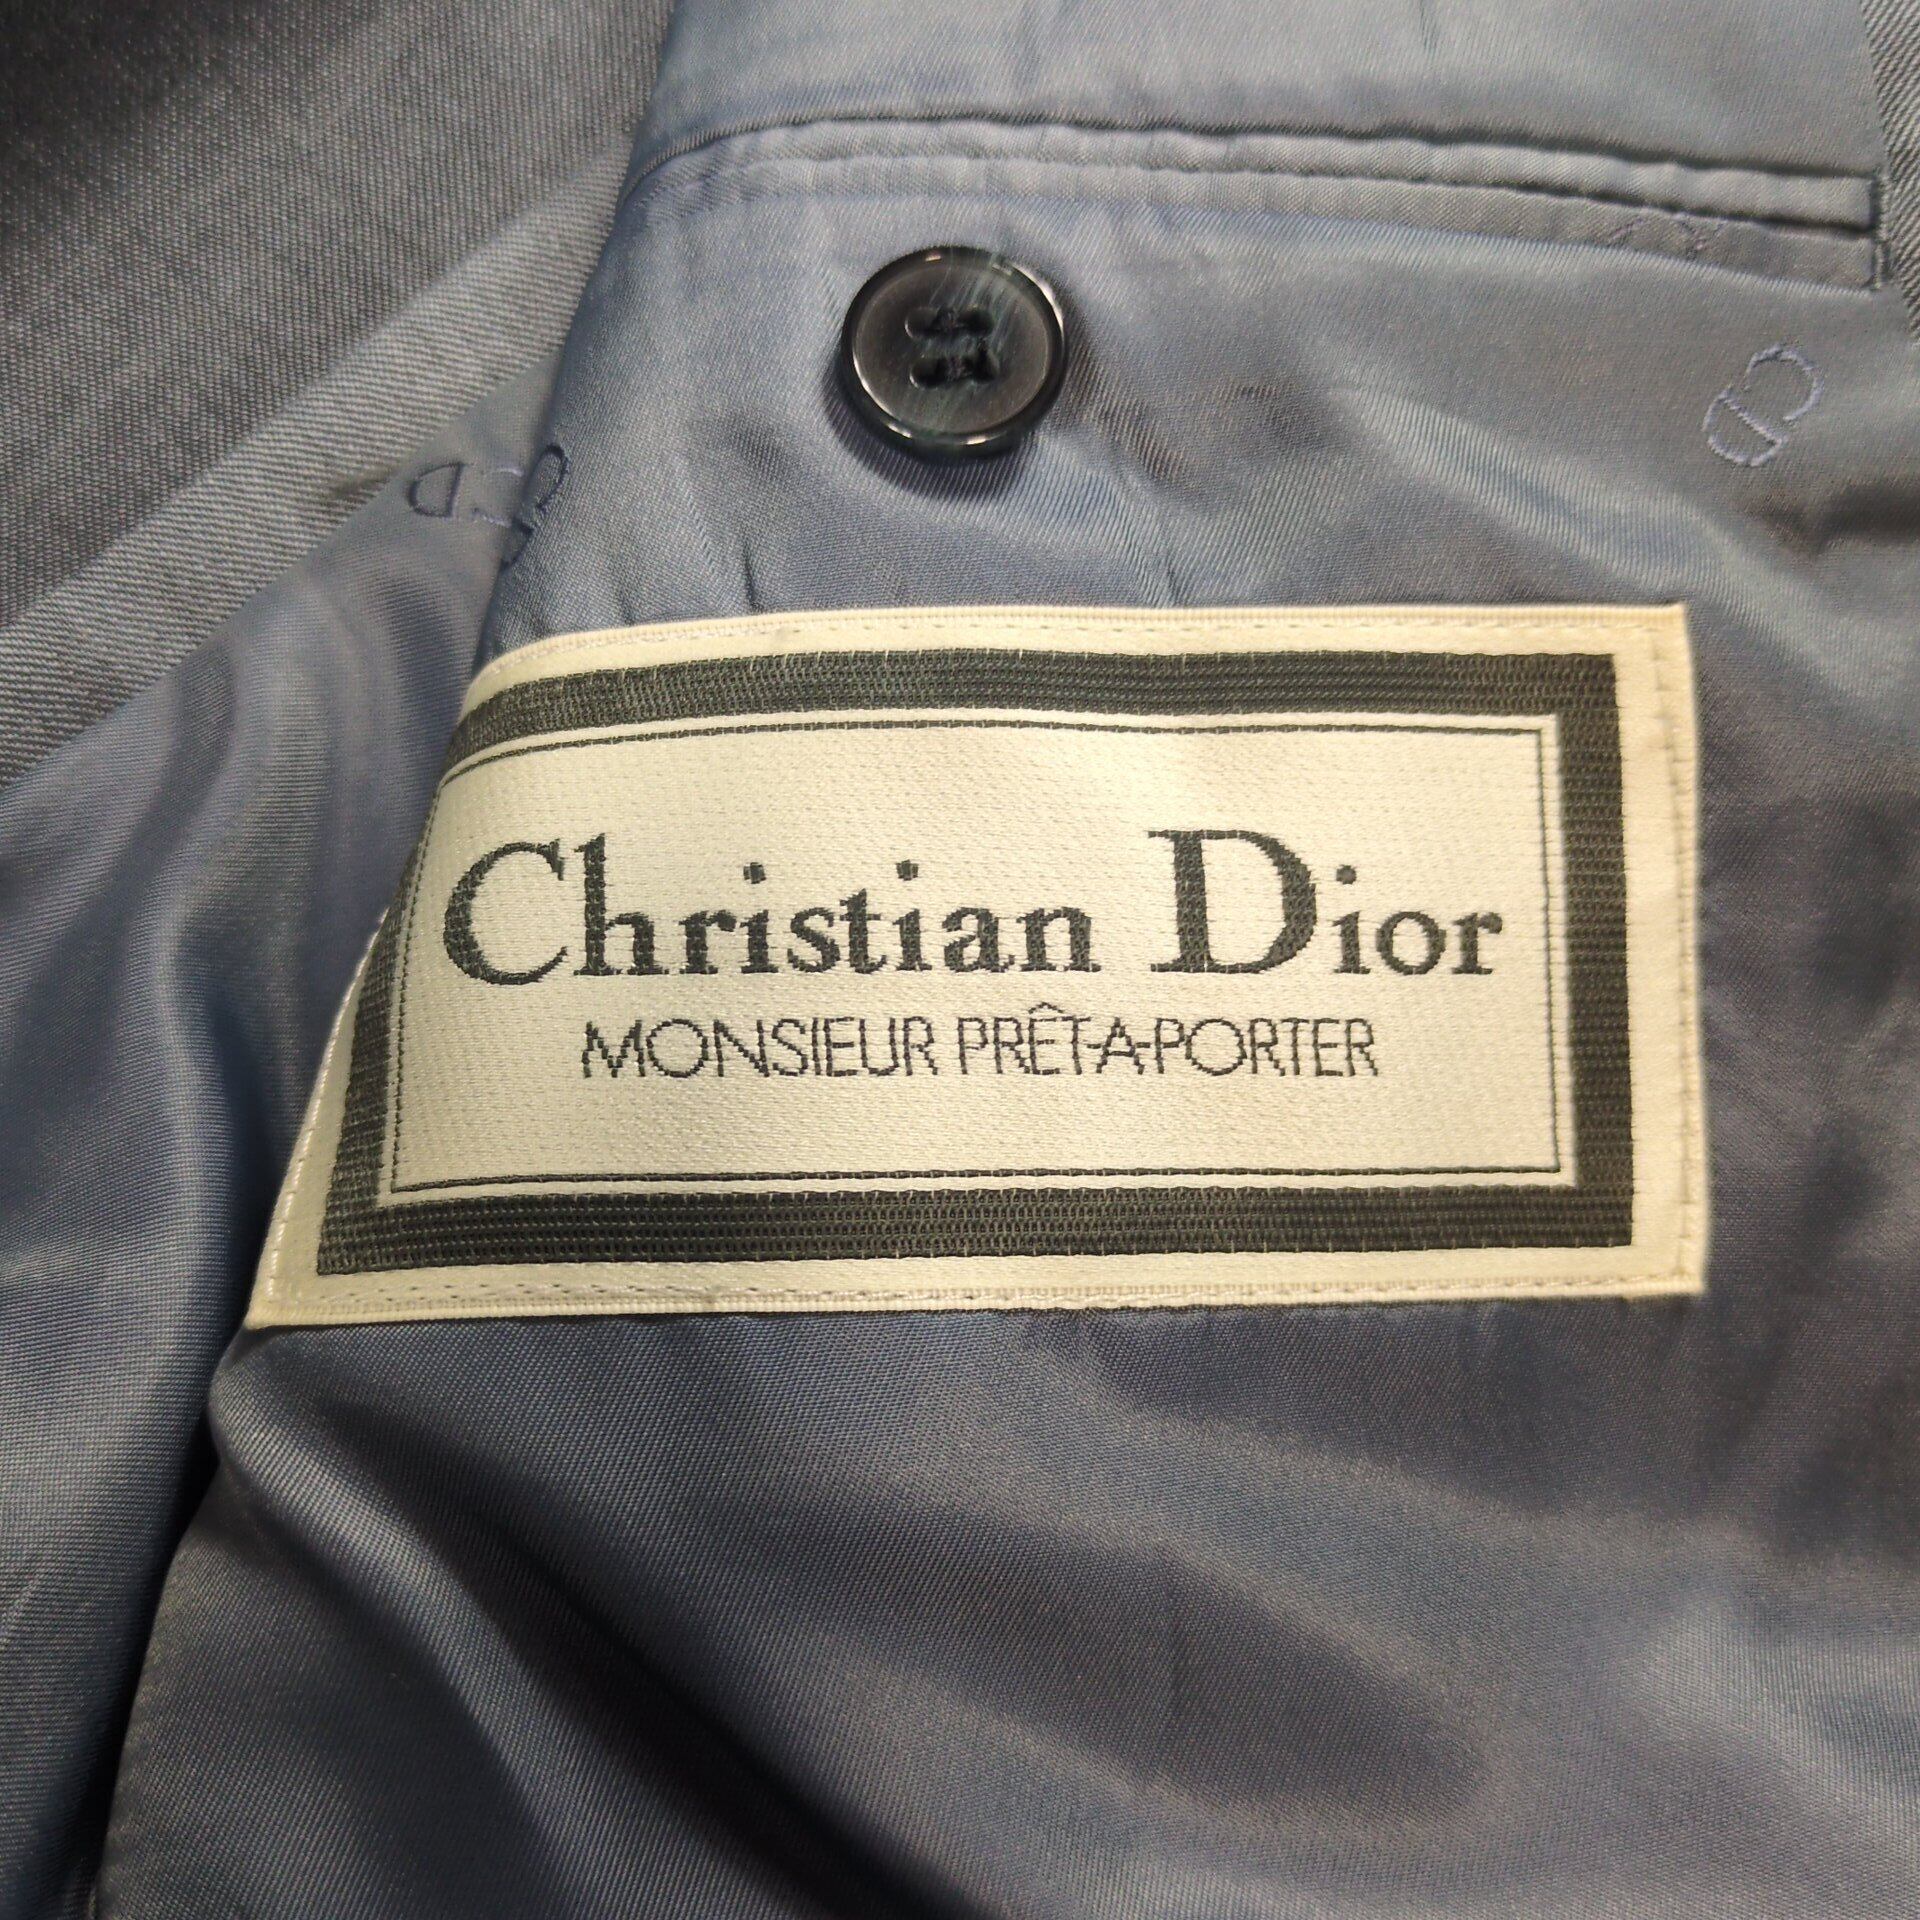 Christian Dior
MONSIEUR PRÊT-A-PORTER